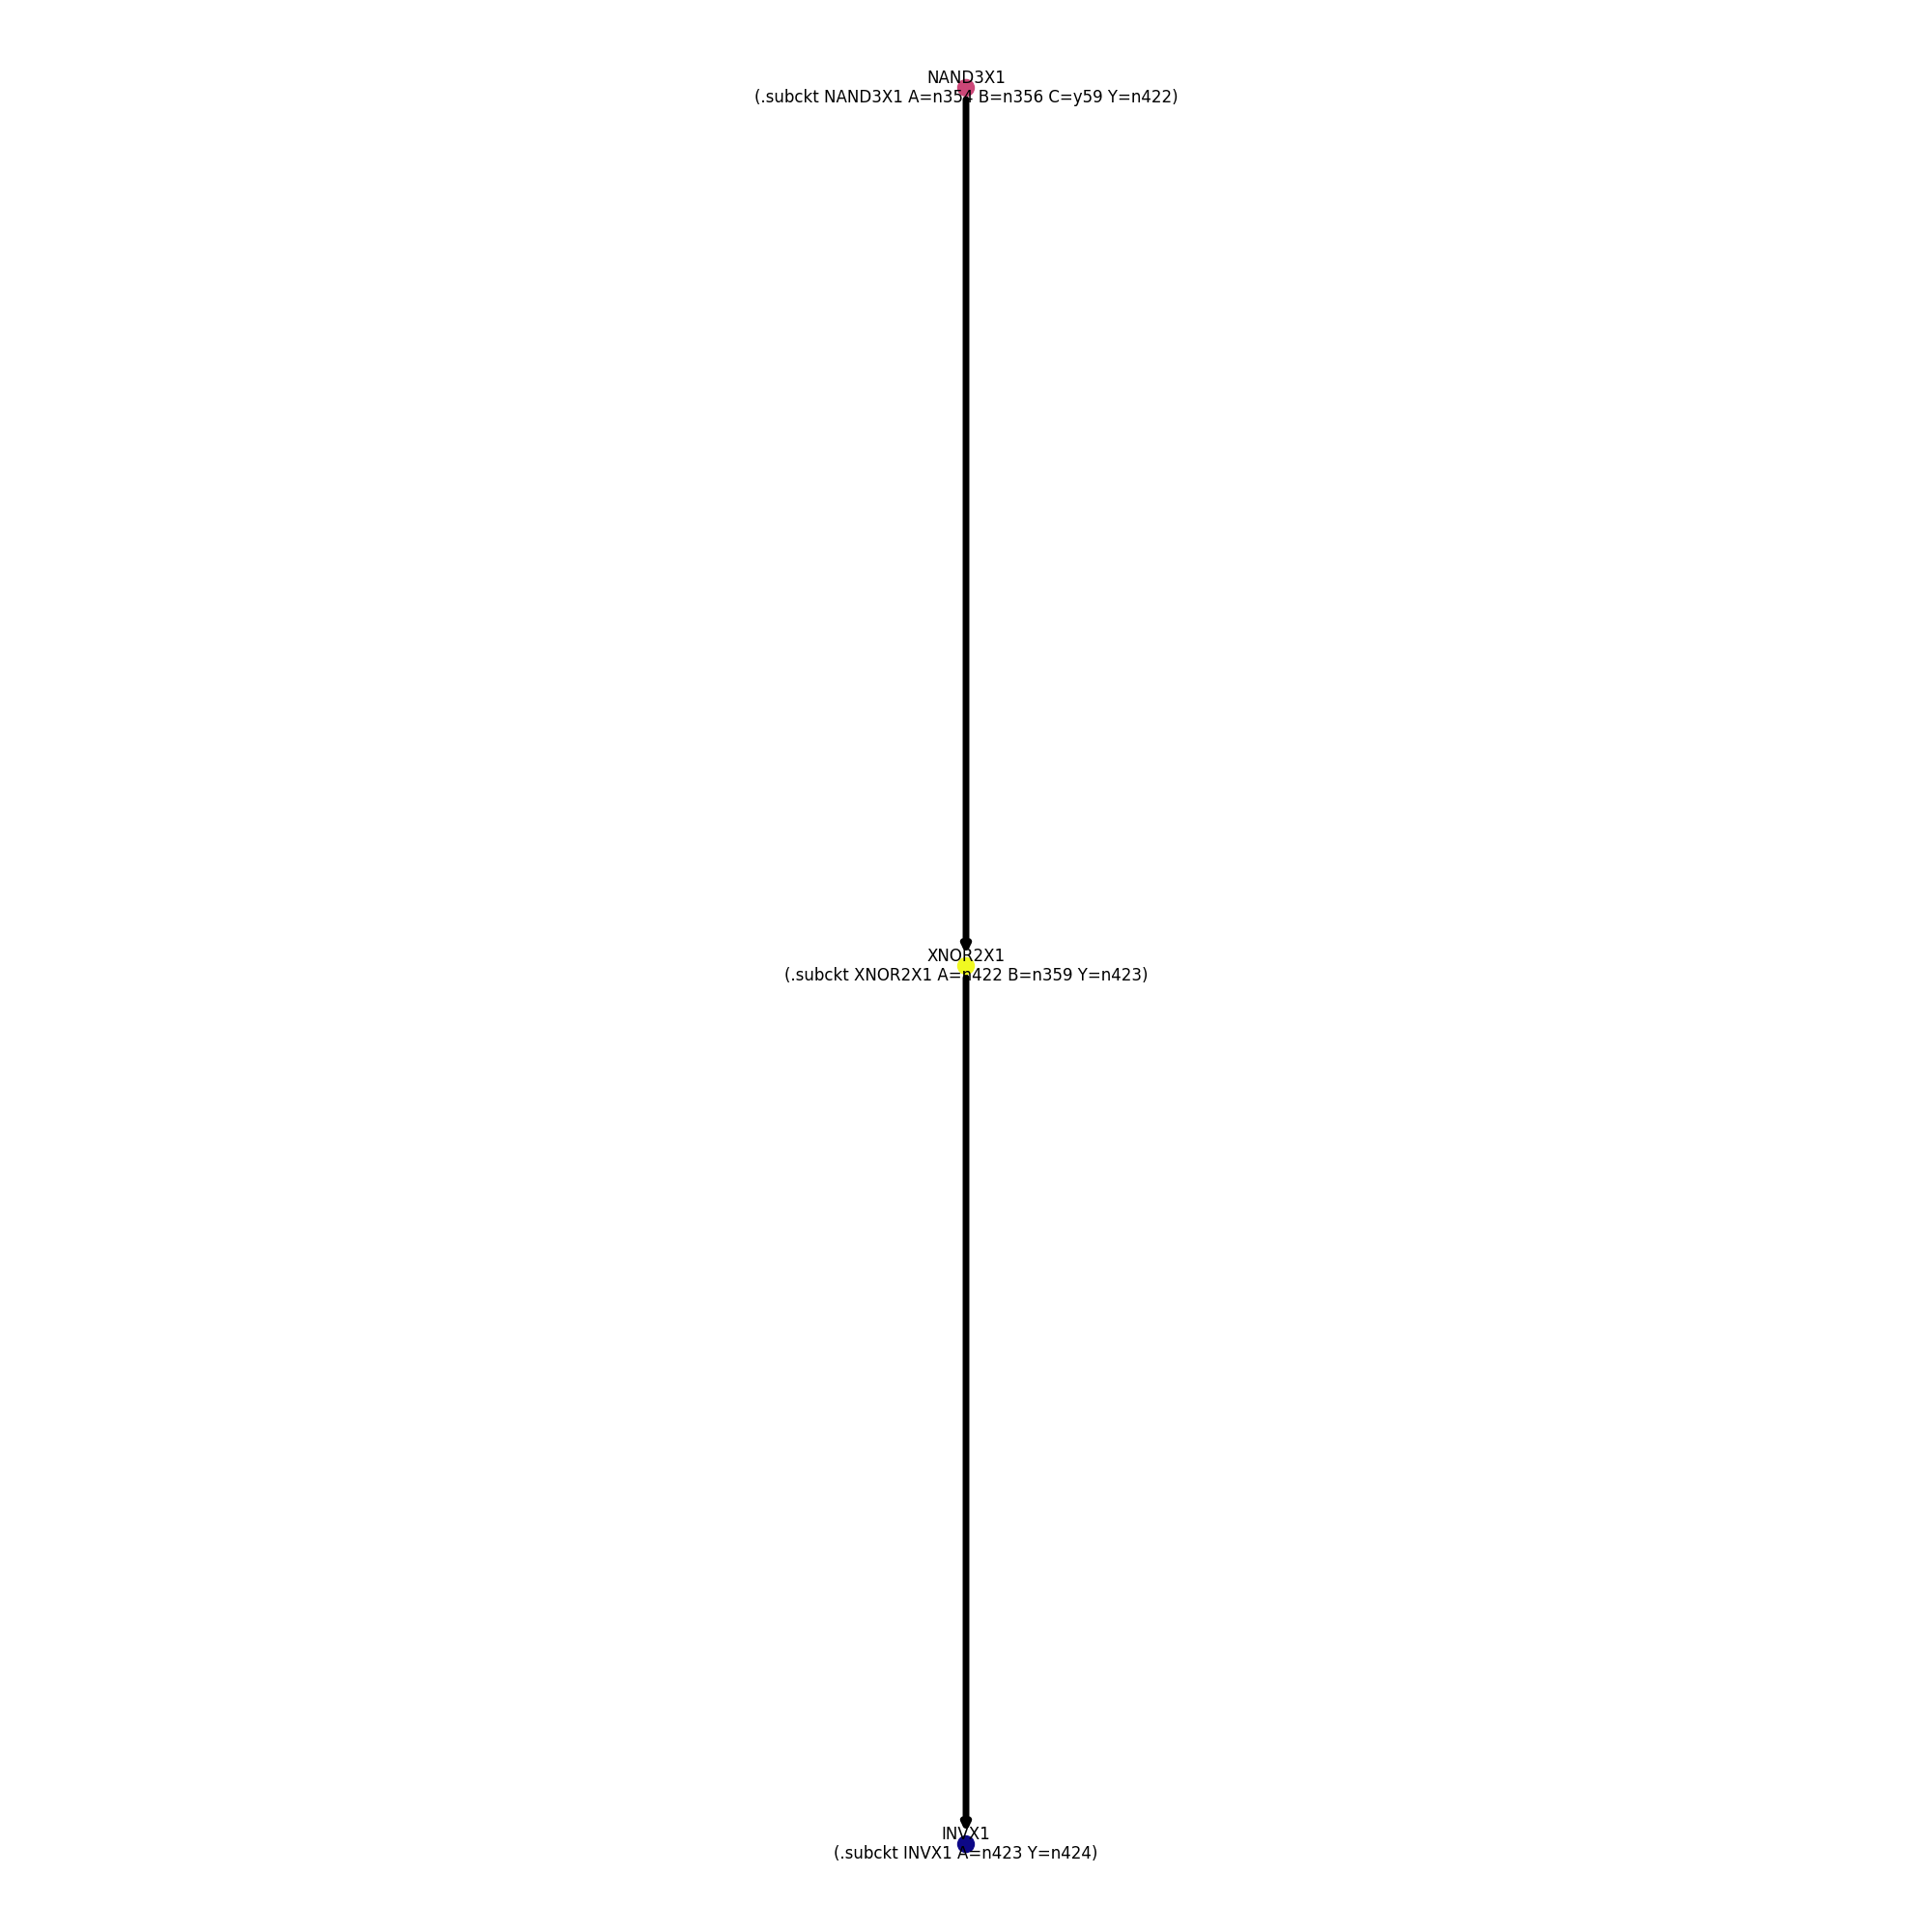 NAND3X1
(.subckt NAND3X1 A=n354 B=n356 C=y59 Y=n422)
XNOR2X1
(.subckt XNOR2X1 A=n422 B=n359 Y=n423)
INVX1
(.subckt INVX1 A=n423 Y=n424)